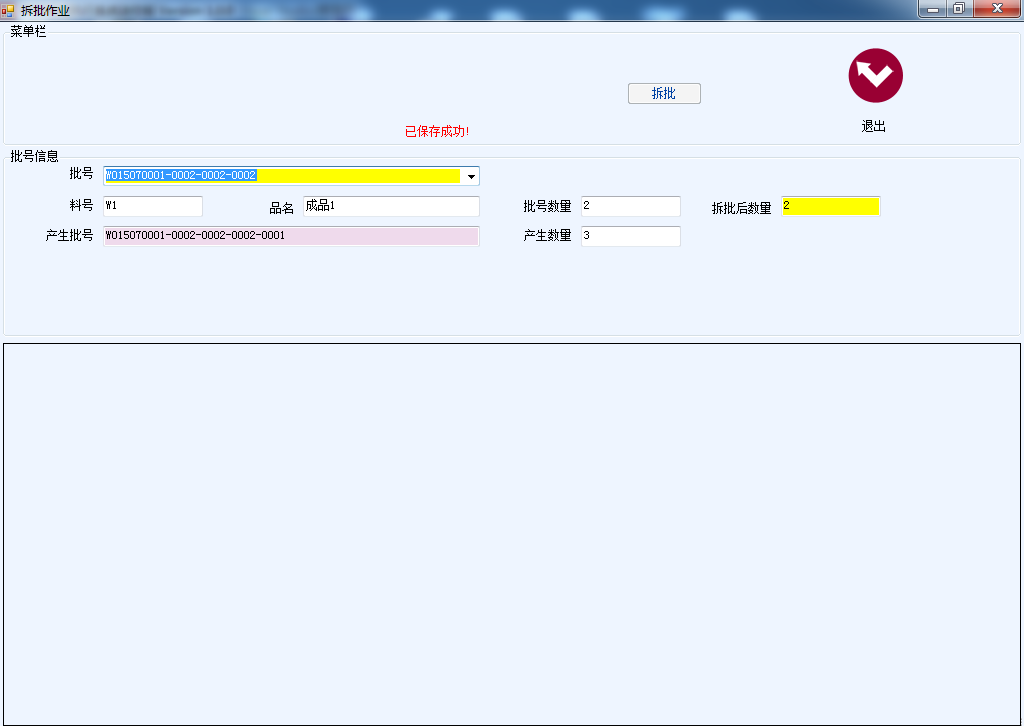 拆批作业
菜单栏
拆批
退出
已保存成功!
批号信息
批号 WO15070001-0002-0002-0002
料号 W1 品名 成品1 批号数量 2 拆批后数量 2
产生批号 WO15070001-0002-0002-0002-0001 产生数量 3